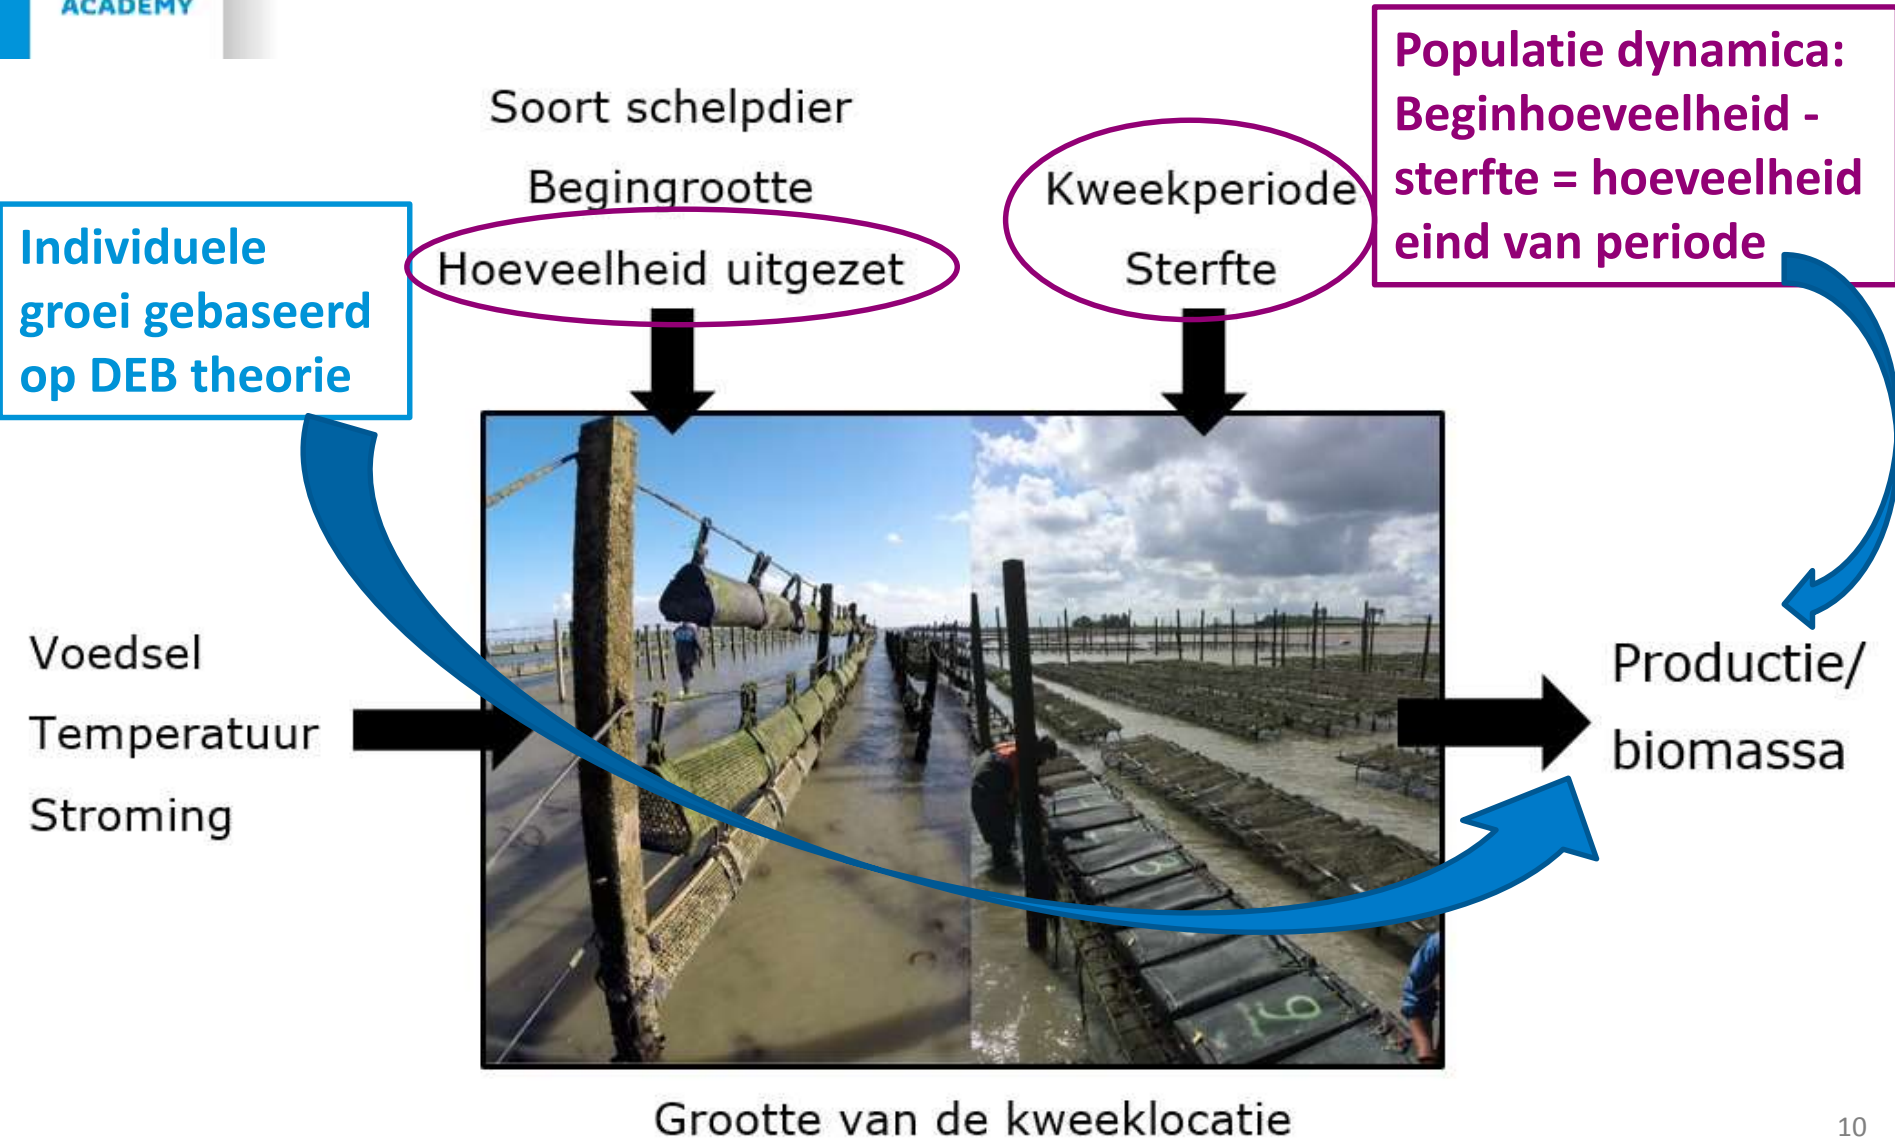 ACADEMY
Soort schelpdier
Begingrootte
Hoeveelheid uitgezet
Kweekperiode
Sterfte
Populatie dynamica:
Beginhoeveelheid -
sterfte = hoeveelheid
eind van periode
Individuele
groei gebaseerd
op DEB theorie
Voedsel
Temperatuur
Stroming
Productie/
biomassa
Grootte van de kweeklocatie
10